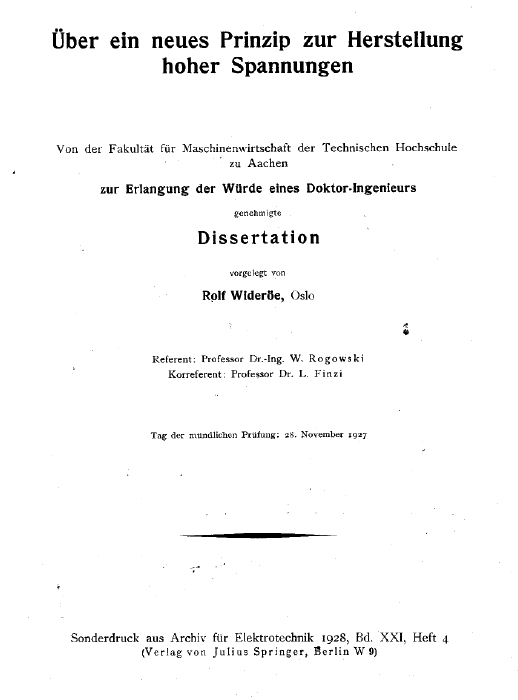 Über ein neues Prinzip zur Herstellung
hoher Spannungen
Von der Fakultät für Maschinenwirtschaft der Technischen Hochschule
zu Aachen
zur Erlangung der Würde eines Doktor-Ingenieurs
genehmigte
Dissertation
vorgelegt von
Rolf Wideröe, Oslo
Referent: Professor Dr.-Ing. W. Rogowski
Korreferent: Professor Dr. L. Finzi
Tag der mündlichen Prüfung: 28. November 1927
Sonderdruck aus Archiv für Elektrotechnik 1928, Bd. XXI, Heft 4
(Verlag von Julius Springer, Berlin W 9)